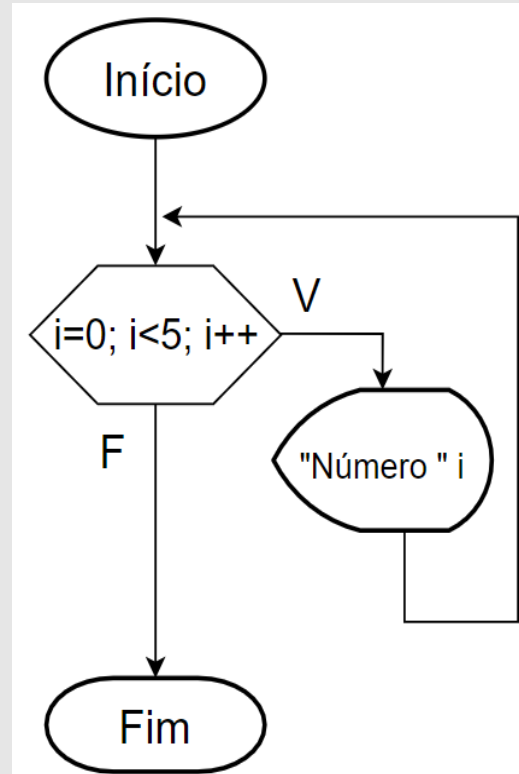 Início
i=0; i<5; i++
V
F
"Número " i
Fim